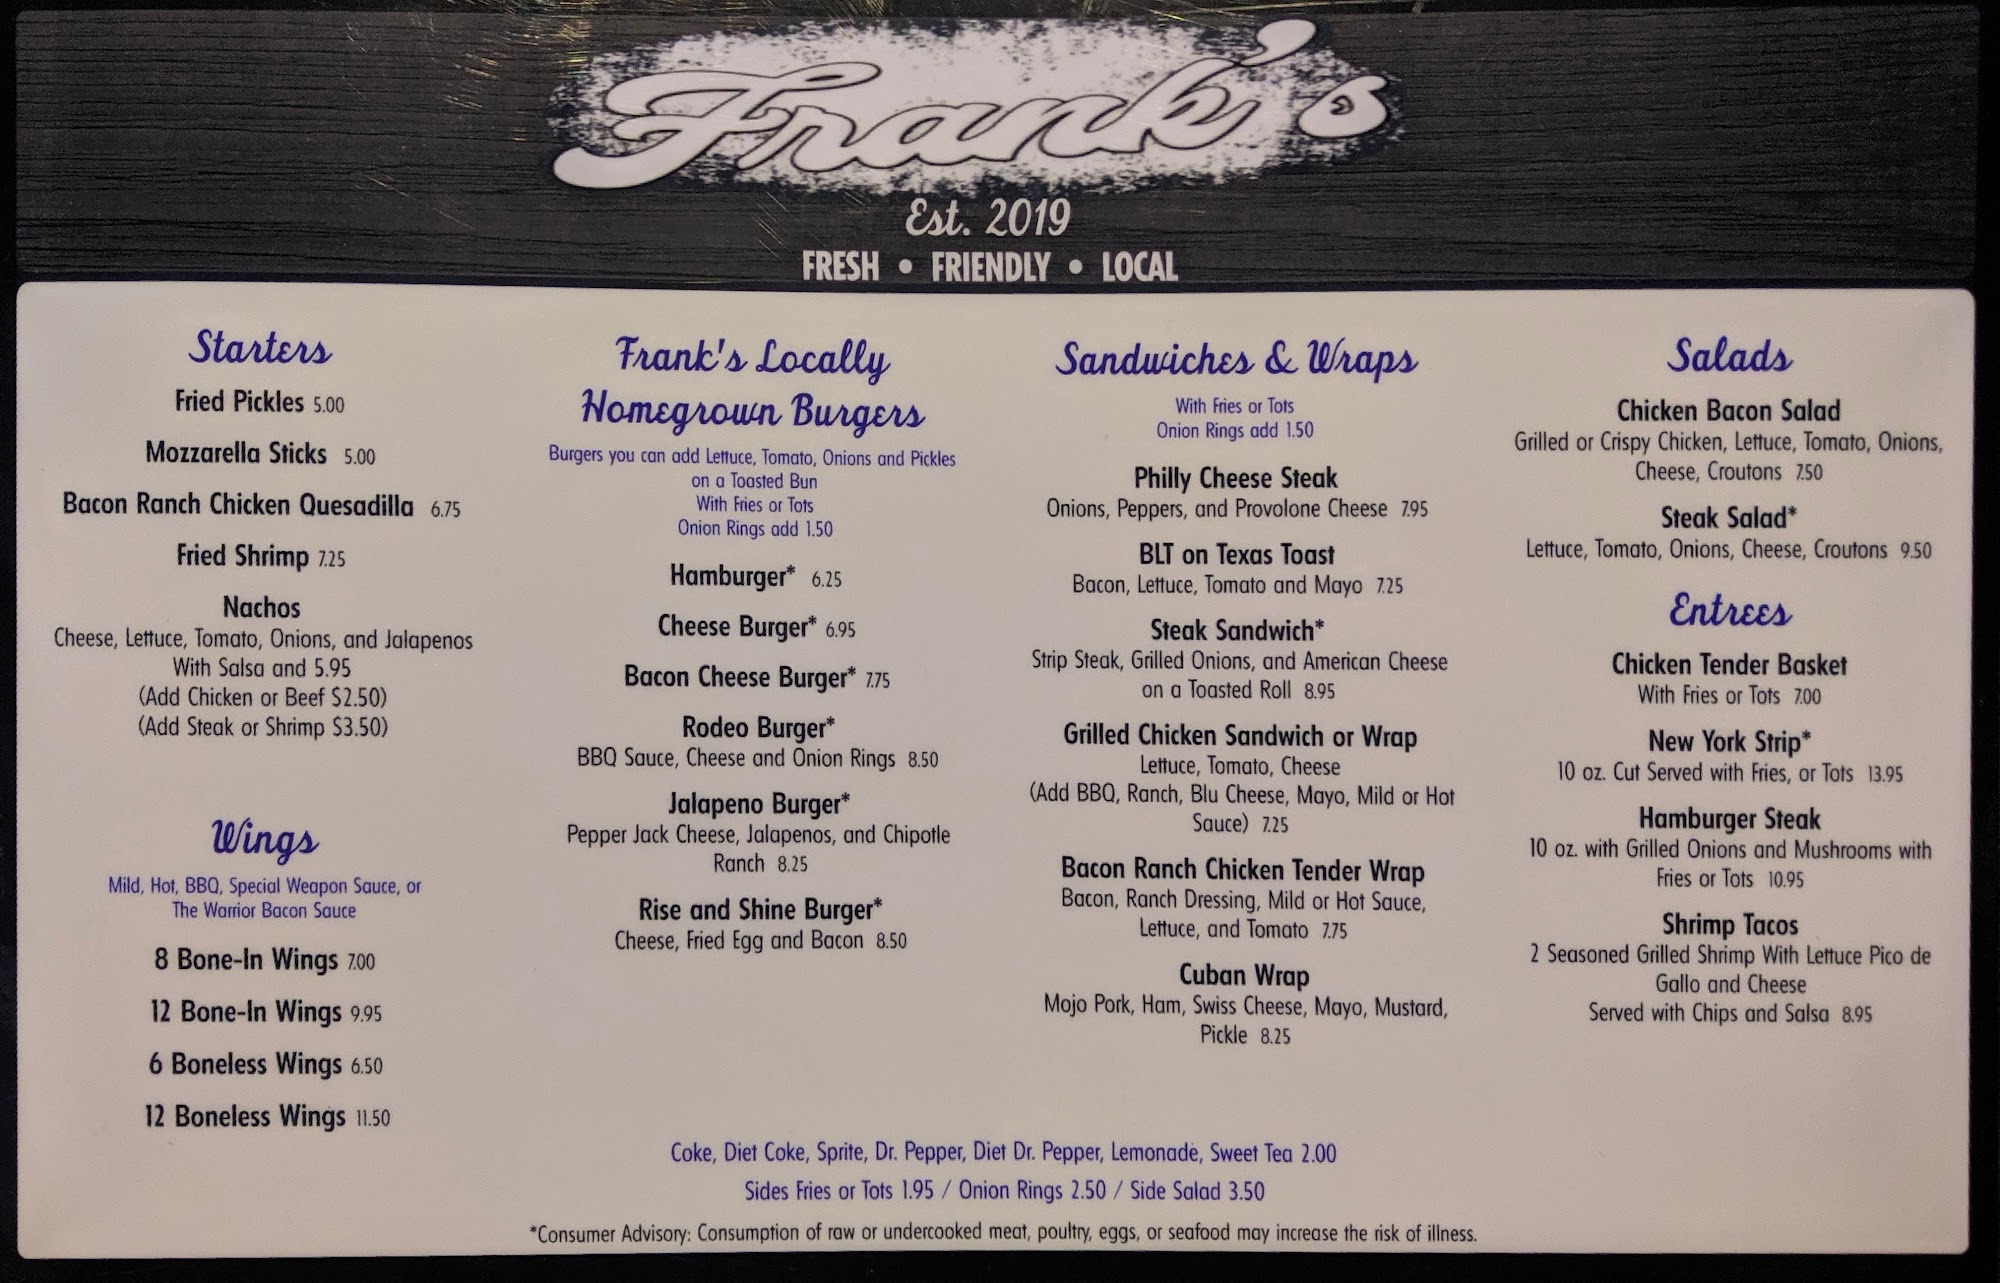 Frank's
Est. 2019
FRESH • FRIENDLY • LOCAL
Starters
Fried Pickles 5.00
Mozzarella Sticks 5.00
Bacon Ranch Chicken Quesadilla 6.75
Fried Shrimp 7.25
Nachos
Cheese, Lettuce, Tomato, Onions, and Jalapenos
With Salsa and 5.95
(Add Chicken or Beef $2.50)
(Add Steak or Shrimp $3.50)
Wings
Mild, Hot, BBQ, Special Weapon Sauce, or
The Warrior Bacon Sauce
8 Bone-In Wings 7.00
12 Bone-In Wings 9.95
6 Boneless Wings 6.50
12 Boneless Wings 11.50
Frank's Locally
Homegrown Burgers
Burgers you can add Lettuce, Tomato, Onions and Pickles
on a Toasted Bun
With Fries or Tots
Onion Rings add 1.50
Hamburger* 6.25
Cheese Burger* 6.95
Bacon Cheese Burger* 7.75
Rodeo Burger*
BBQ Sauce, Cheese and Onion Rings 8.50
Jalapeno Burger*
Pepper Jack Cheese, Jalapenos, and Chipotle
Ranch 8.25
Rise and Shine Burger*
Cheese, Fried Egg and Bacon 8.50
Sandwiches & Wraps
With Fries or Tots
Onion Rings add 1.50
Philly Cheese Steak
Onions, Peppers, and Provolone Cheese 7.95
BLT on Texas Toast
Bacon, Lettuce, Tomato and Mayo 7.25
Steak Sandwich*
Strip Steak, Grilled Onions, and American Cheese
on a Toasted Roll 8.95
Grilled Chicken Sandwich or Wrap
Lettuce, Tomato, Cheese
(Add BBQ, Ranch, Blu Cheese, Mayo, Mild or Hot
Sauce) 7.25
Bacon Ranch Chicken Tender Wrap
Bacon, Ranch Dressing, Mild or Hot Sauce,
Lettuce, and Tomato 7.75
Cuban Wrap
Mojo Pork, Ham, Swiss Cheese, Mayo, Mustard,
Pickle 8.25
Salads
Chicken Bacon Salad
Grilled or Crispy Chicken, Lettuce, Tomato, Onions,
Cheese, Croutons 7.50
Steak Salad*
Lettuce, Tomato, Onions, Cheese, Croutons 9.50
Entrees
Chicken Tender Basket
With Fries or Tots 7.00
New York Strip*
10 oz. Cut Served with Fries, or Tots 13.95
Hamburger Steak
10 oz. with Grilled Onions and Mushrooms with
Fries or Tots 10.95
Shrimp Tacos
2 Seasoned Grilled Shrimp With Lettuce Pico de
Gallo and Cheese
Served with Chips and Salsa 8.95
Coke, Diet Coke, Sprite, Dr. Pepper, Diet Dr. Pepper, Lemonade, Sweet Tea 2.00
Sides Fries or Tots 1.95 / Onion Rings 2.50 / Side Salad 3.50
*Consumer Advisory: Consumption of raw or undercooked meat, poultry, eggs, or seafood may increase the risk of illness.